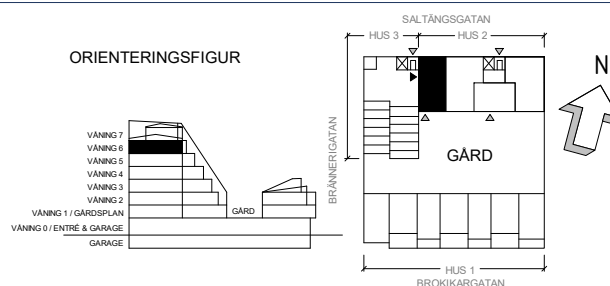 ORIENTERINGSFIGUR
VÅNING 7
VÅNING 6
VÅNING 5
VÅNING 4
VÅNING 3
VÅNING 2
VÅNING 1 / GÅRDSPLAN
VÅNING 0 / ENTRÉ & GARAGE
GARAGE
GÅRD
SALTÄNGSGATAN
HUS 3
HUS 2
BRÄNNERIGATAN
GÅRD
HUS 1
BROKIKARGATAN
N